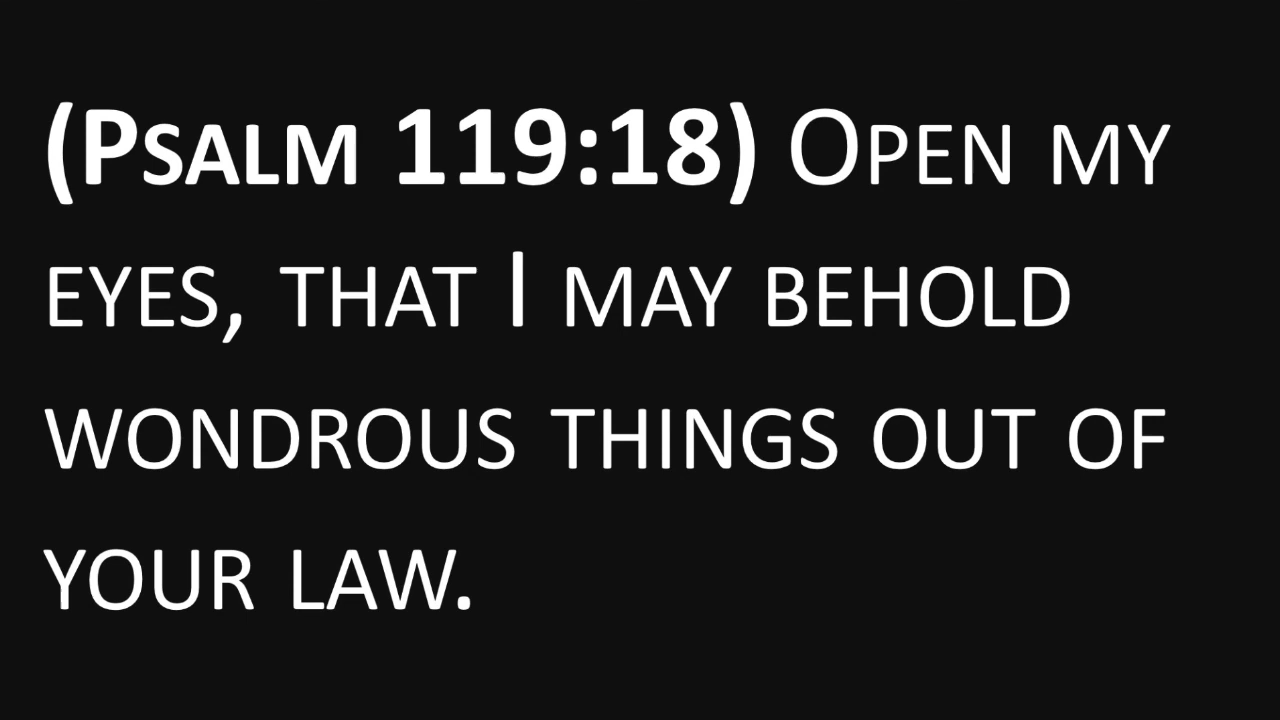 (Psalm 119:18) Open my
eyes, that I may behold
wondrous things out of
your law.